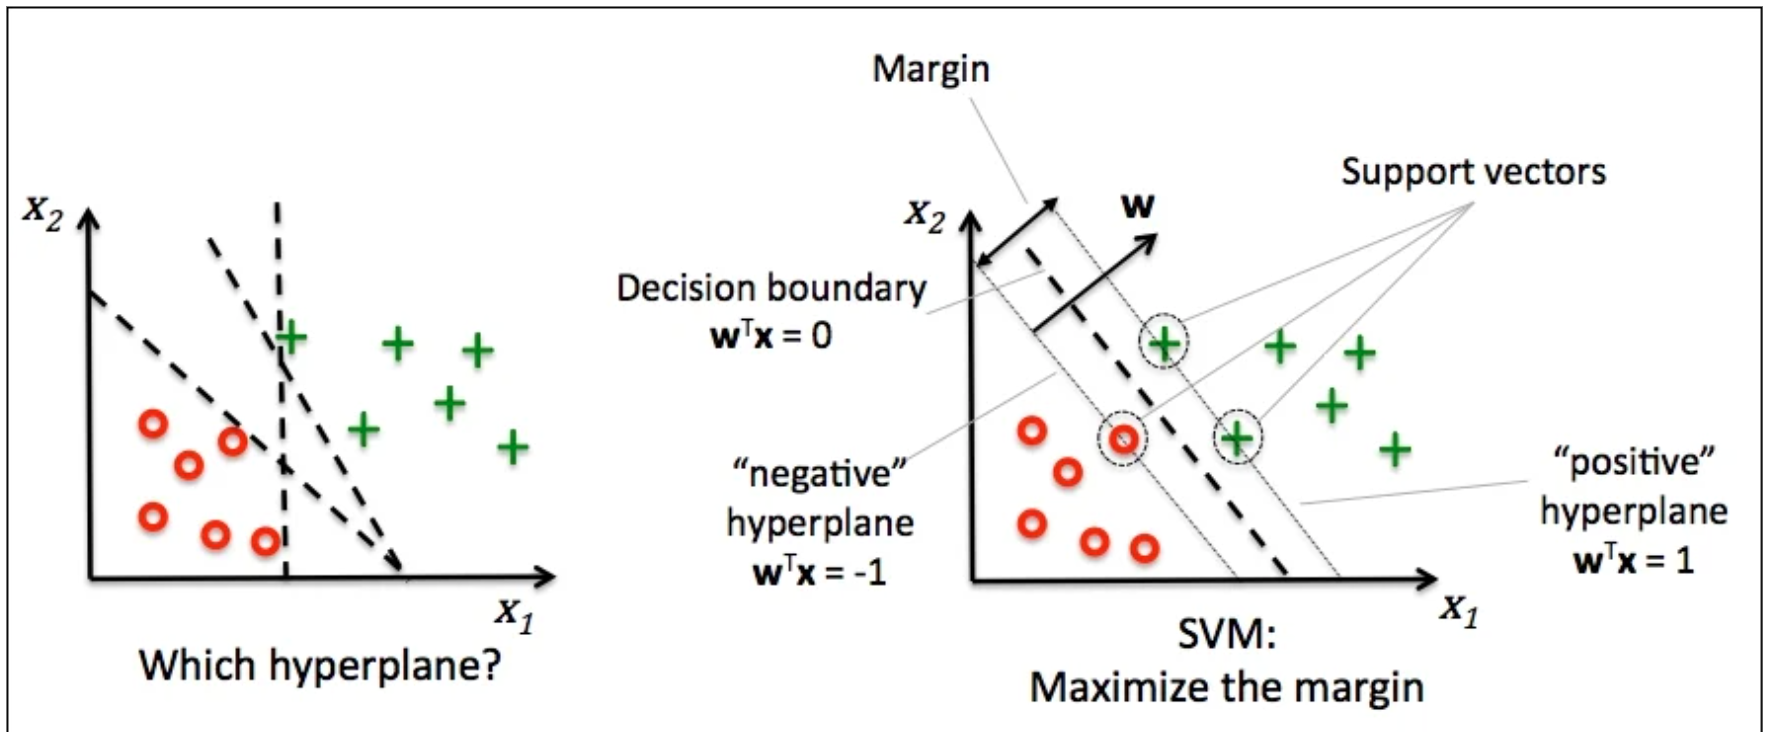 x₂
x₁
Which hyperplane?
Margin
Support vectors
x₂
w
Decision boundary
wᵀx = 0
“negative”
hyperplane
wᵀx = -1
“positive”
hyperplane
wᵀx = 1
x₁
SVM:
Maximize the margin